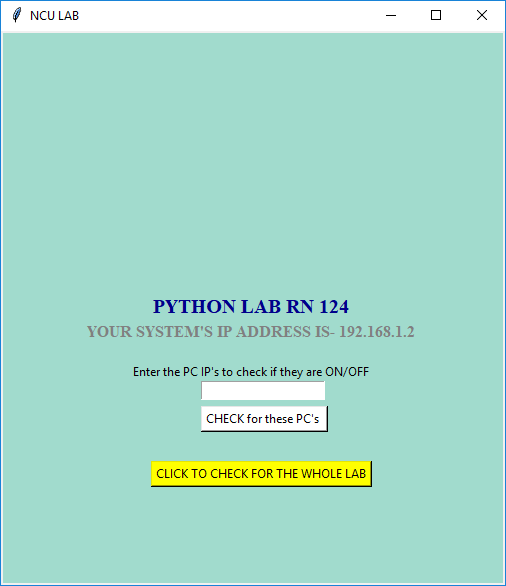 NCU LAB
PYTHON LAB RN 124
YOUR SYSTEM'S IP ADDRESS IS- 192.168.1.2
Enter the PC IP's to check if they are ON/OFF
CHECK for these PC's
CLICK TO CHECK FOR THE WHOLE LAB